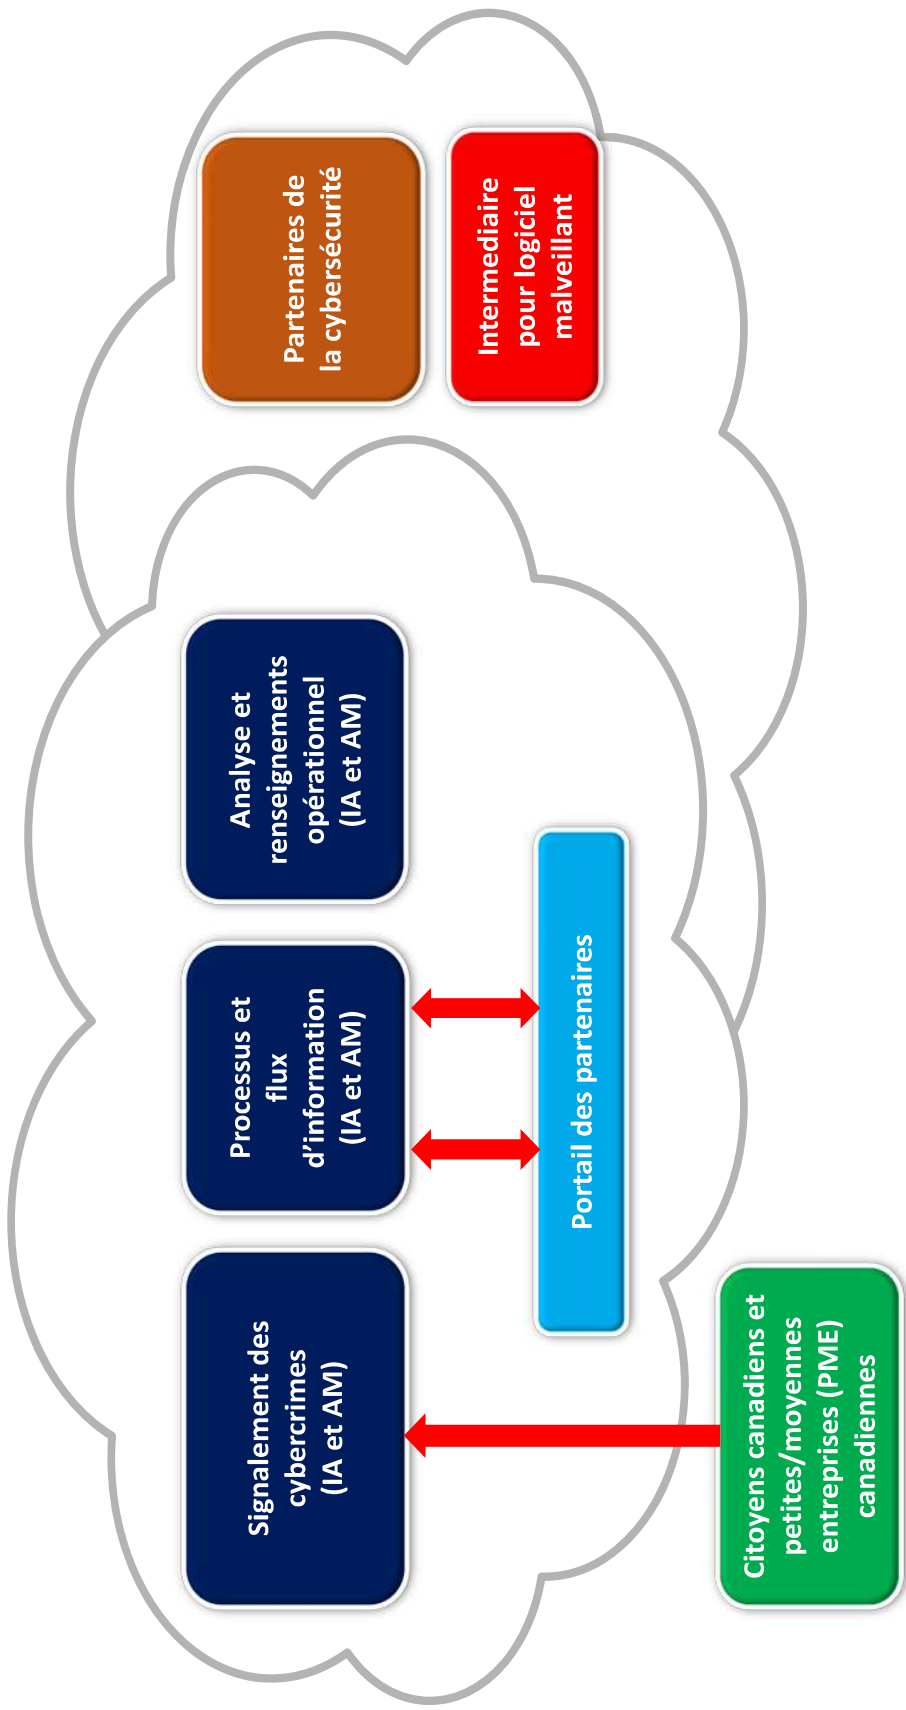 Signalement des
cybercrimes
(IA et AM)
Processus et
flux
d’information
(IA et AM)
Analyse et
renseignements
opérationnel
(IA et AM)
Partenaires de
la cybersécurité
Intermediaire
pour logiciel
malveillant
Portail des partenaires
Citoyens canadiens et
petites/moyennes
entreprises (PME)
canadiennes